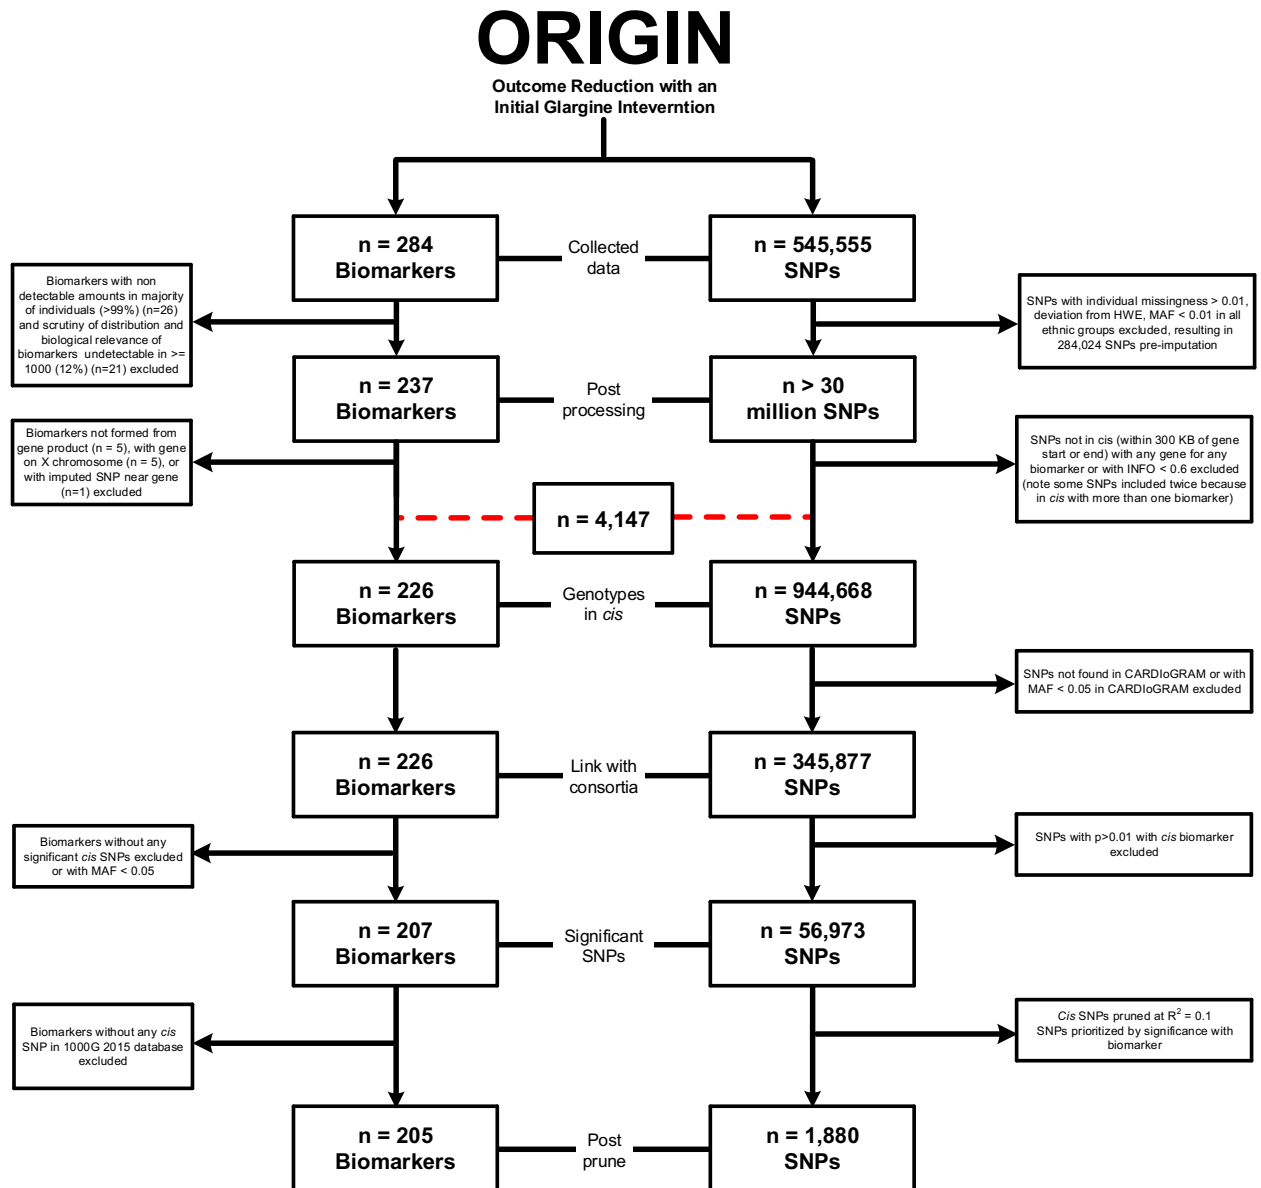 ORIGIN
Outcome Reduction with an
Initial Glargine Inteverntion
n = 284
Biomarkers
Collected
data
n = 545,555
SNPs
Biomarkers with non
detectable amounts in majority
of individuals (>99%) (n=26)
and scrutiny of distribution and
biological relevance of
biomarkers undetectable in >=
1000 (12%) (n=21) excluded
SNPs with individual missingness > 0.01,
deviation from HWE, MAF < 0.01 in all
ethnic groups excluded, resulting in
284,024 SNPs pre-imputation
n = 237
Biomarkers
Post
processing
n > 30
million SNPs
Biomarkers not formed from
gene product (n = 5), with gene
on X chromosome (n = 5), or
with imputed SNP near gene
(n=1) excluded
SNPs not in cis (within 300 KB of gene
start or end) with any gene for any
biomarker or with INFO < 0.6 excluded
(note some SNPs included twice because
in cis with more than one biomarker)
n = 4,147
n = 226
Biomarkers
Genotypes
in cis
n = 944,668
SNPs
SNPs not found in CARDIoGRAM or with
MAF < 0.05 in CARDIoGRAM excluded
n = 226
Biomarkers
Link with
consortia
n = 345,877
SNPs
Biomarkers without any
significant cis SNPs excluded
or with MAF < 0.05
SNPs with p>0.01 with cis biomarker
excluded
n = 207
Biomarkers
Significant
SNPs
n = 56,973
SNPs
Biomarkers without any cis
SNP in 1000G 2015 database
excluded
Cis SNPs pruned at R² = 0.1
SNPs prioritized by significance with
biomarker
n = 205
Biomarkers
Post
prune
n = 1,880
SNPs